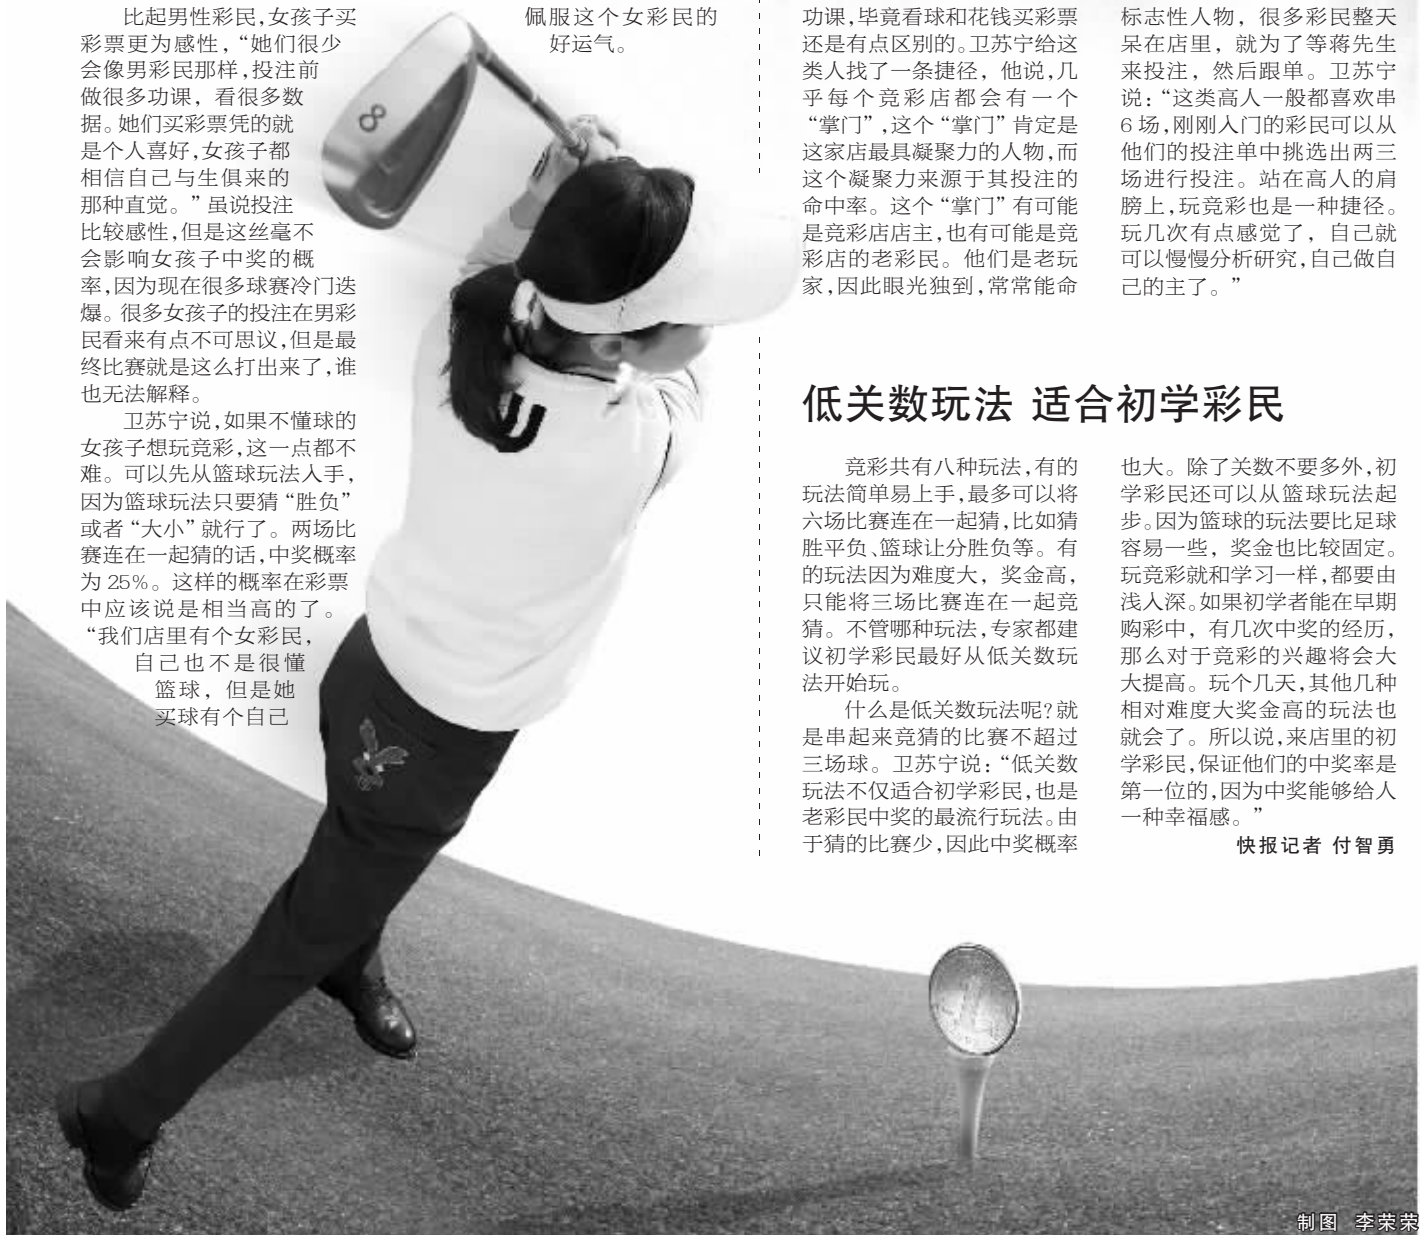 比起男性彩民,女孩子买
彩票更为感性,“她们很少
会像男彩民那样,投注前
做很多功课,看很多数
据。她们买彩票凭的就
是个人喜好,女孩子都
相信自己与生俱来的
那种直觉。”虽说投注
比较感性,但是这丝毫不
会影响女孩子中奖的概
率,因为现在很多球赛冷门迭
爆。很多女孩子的投注在男彩
民看来有点不可思议,但是最
终比赛就是这么打出来了,谁
也无法解释。
卫苏宁说,如果不懂球的
女孩子想玩竞彩,这一点都不
难。可以先从篮球玩法入手,
因为篮球玩法只要猜“胜负”
或者“大小”就行了。两场比
赛连在一起猜的话,中奖概率
为25%。这样的概率在彩票
中应该说是相当高的了。
“我们店里有个女彩民,
自己也不是很懂
篮球,但是她
买球有个自己
佩服这个女彩民的
好运气。
8
功课,毕竟看球和花钱买彩票
还是有点区别的。卫苏宁给这
类人找了一条捷径,他说,几
乎每个竞彩店都会有一个
“掌门”,这个“掌门”肯定是
这家店最具凝聚力的人物,而
这个凝聚力来源于其投注的
命中率。这个“掌门”有可能
是竞彩店店主,也有可能是竞
彩店的老彩民。他们是老玩
家,因此眼光独到,常常能命
标志性人物,很多彩民整天
呆在店里,就为了等蒋先生
来投注,然后跟单。卫苏宁
说:“这类高人一般都喜欢串
6场,刚刚入门的彩民可以从
他们的投注单中挑选出两三
场进行投注。站在高人的肩
膀上,玩竞彩也是一种捷径。
玩几次有点感觉了,自己就
可以慢慢分析研究,自己做自
己的主了。”
低关数玩法 适合初学彩民
竞彩共有八种玩法,有的
玩法简单易上手,最多可以将
六场比赛连在一起猜,比如猜
胜平负、篮球让分胜负等。有
的玩法因为难度大,奖金高,
只能将三场比赛连在一起竞
猜。不管哪种玩法,专家都建
议初学彩民最好从低关数玩
法开始玩。
什么是低关数玩法呢?就
是串起来竞猜的比赛不超过
三场球。卫苏宁说:“低关数
玩法不仅适合初学彩民,也是
老彩民中奖的最流行玩法。由
于猜的比赛少,因此中奖概率
也大。除了关数不要多外,初
学彩民还可以从篮球玩法起
步。因为篮球的玩法要比足球
容易一些,奖金也比较固定。
玩竞彩就和学习一样,都要由
浅入深。如果初学者能在早期
购彩中,有几次中奖的经历,
那么对于竞彩的兴趣将会大
大提高。玩个几天,其他几种
相对难度大奖金高的玩法也
就会了。所以说,来店里的初
学彩民,保证他们的中奖率是
第一位的,因为中奖能够给人
一种幸福感。”
快报记者 付智勇
制图 李荣荣